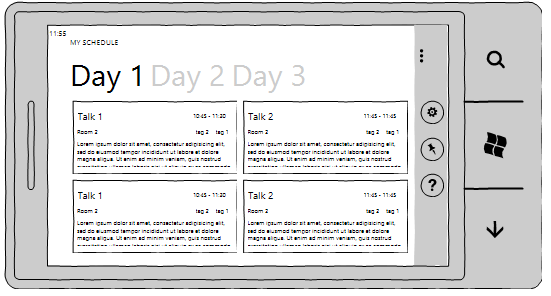 11:55
MY SCHEDULE
Day 1 Day 2 Day 3
Talk 1 10:45 - 11:30
Room 2 tag 2 tag 1
Lorem ipsum dolor sit amet, consectetur adipisicing elit,
sed do eiusmod tempor incididunt ut labore et dolore
magna aliqua. Ut enim ad minim veniam, quis nostrud
Talk 2 11:45 - 11:45
Room 2 tag 2 tag 1
Lorem ipsum dolor sit amet, consectetur adipisicing elit,
sed do eiusmod tempor incididunt ut labore et dolore
magna aliqua. Ut enim ad minim veniam, quis nostrud
Talk 1 10:45 - 11:30
Room 2 tag 2 tag 1
Lorem ipsum dolor sit amet, consectetur adipisicing elit,
sed do eiusmod tempor incididunt ut labore et dolore
magna aliqua. Ut enim ad minim veniam, quis nostrud
Talk 2 11:45 - 11:45
Room 2 tag 2 tag 1
Lorem ipsum dolor sit amet, consectetur adipisicing elit,
sed do eiusmod tempor incididunt ut labore et dolore
magna aliqua. Ut enim ad minim veniam, quis nostrud
?